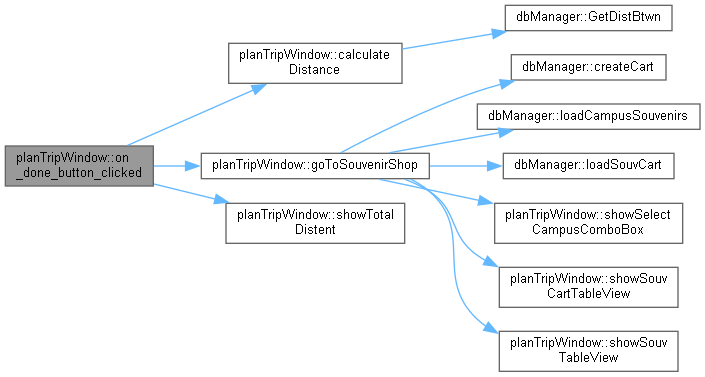 planTripWindow::on
_done_button_clicked
planTripWindow::calculate
Distance
dbManager::GetDistBtwn
planTripWindow::goToSouvenirShop
dbManager::createCart
dbManager::loadCampusSouvenirs
dbManager::loadSouvCart
planTripWindow::showSelect
CampusComboBox
planTripWindow::showSouv
CartTableView
planTripWindow::showSouv
TableView
planTripWindow::showTotal
Distent